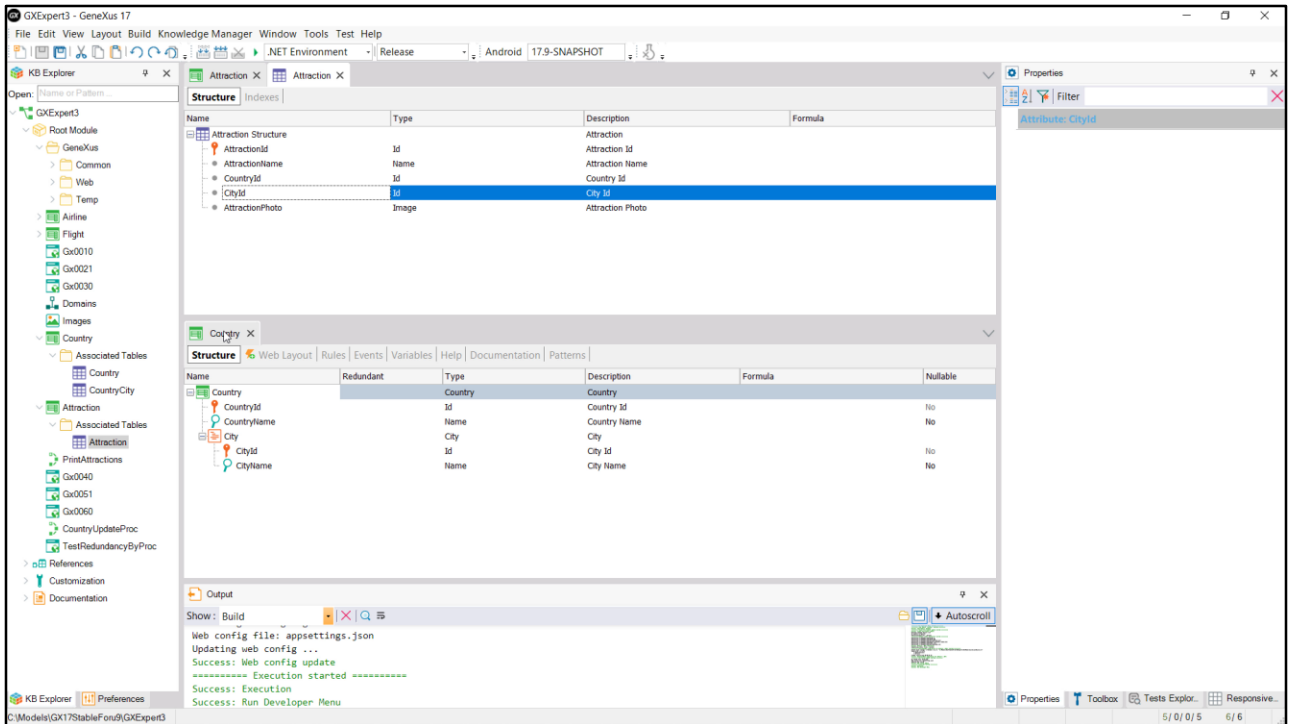 GXExpert3 - GeneXus 17
File Edit View Layout Build Knowledge Manager Window Tools Test Help
.NET Environment Release Android 17.9-SNAPSHOT
KB Explorer
Open: Name or Pattern...
GXExpert3
Root Module
GeneXus
Common
Web
Temp
Airline
Flight
Gx0010
Gx0021
Gx0030
Domains
Images
Country
Associated Tables
Country
CountryCity
Attraction
Associated Tables
Attraction
PrintAttractions
Gx0040
Gx0051
Gx0060
CountryUpdateProc
TestRedundancyByProc
References
Customization
Documentation
KB Explorer Preferences
Attraction Attraction
Structure Indexes
Name Type Description Formula
Attraction Structure Attraction
AttractionId Id Attraction Id
AttractionName Name Attraction Name
CountryId Id Country Id
CityId Id City Id
AttractionPhoto Image Attraction Photo
Country
Structure Web Layout Rules Events Variables Help Documentation Patterns
Name Redundant Type Description Formula Nullable
Country Country Country
CountryId Id Country Id No
CountryName Name Country Name No
City City City
CityId Id City Id No
CityName Name City Name No
Output
Show: Build Autoscroll
Web config file: appsettings.json
Updating web config ...
Success: Web config update
========== Execution started ==========
Success: Execution
Success: Run Developer Menu
Properties
Filter
Attribute: CityId
Properties Toolbox Tests Explor... Responsive...
C:\Models\GX17StableForu9\GXExpert3 5/ 0/ 0/ 5 6/ 6